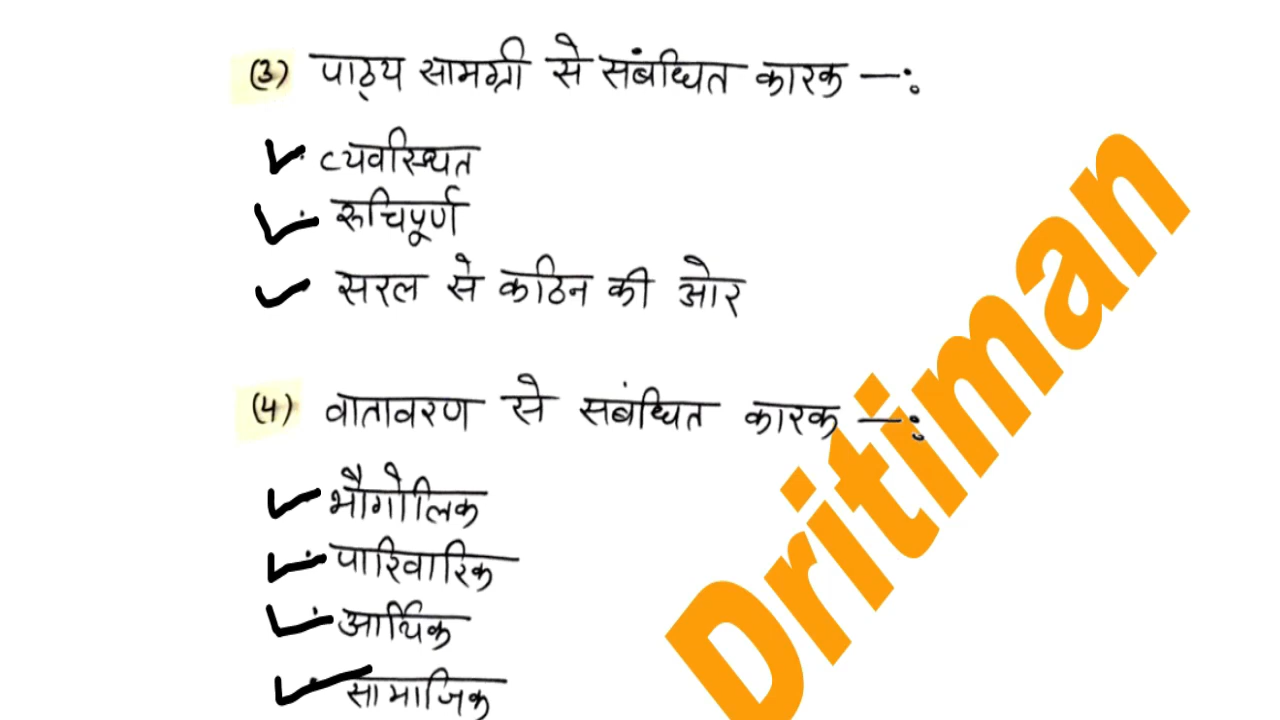 (3) पाठ्य सामग्री से संबंधित कारक —:
व्यवस्थित
रुचिपूर्ण
सरल से कठिन की ओर
(4) वातावरण से संबंधित कारक —:
भौगोलिक
पारिवारिक
आर्थिक
सामाजिक
Dritiman